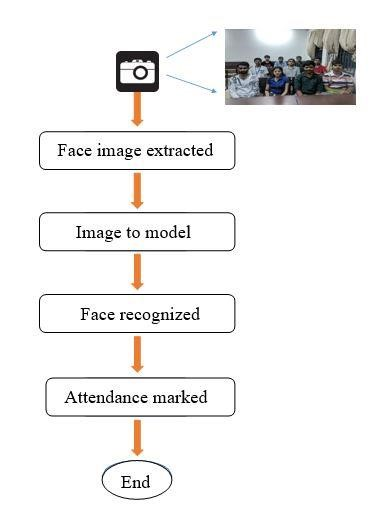 Face image extracted
Image to model
Face recognized
Attendance marked
End